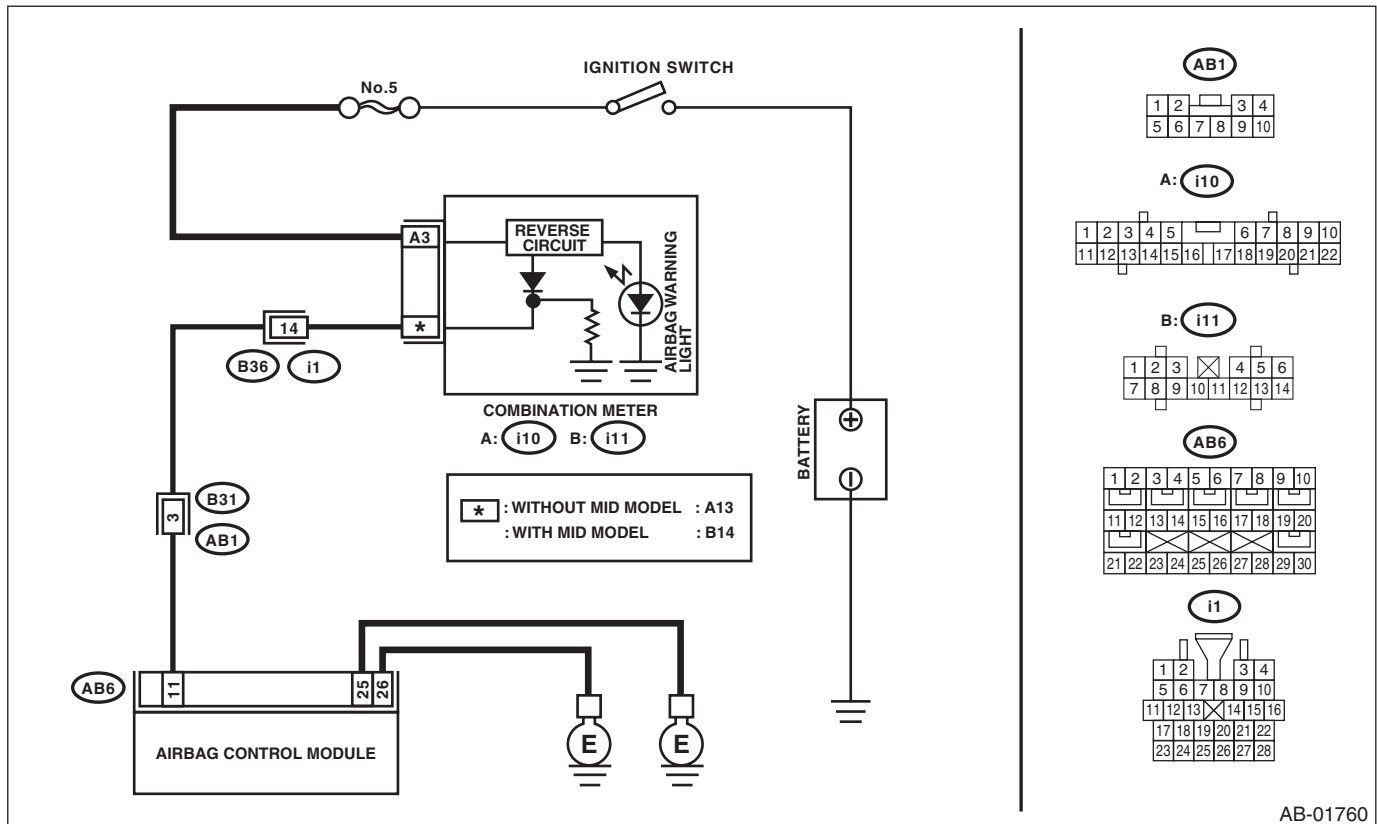 No.5
IGNITION SWITCH
A3
REVERSE
CIRCUIT
AIRBAG WARNING
LIGHT
*
14
B36 i1
COMBINATION METER
A: i10 B: i11
BATTERY
B31
3
AB1
* : WITHOUT MID MODEL : A13
: WITH MID MODEL : B14
AB6
11 25 26
AIRBAG CONTROL MODULE
E E
AB1
1 2 3 4
5 6 7 8 9 10
A: i10
1 2 3 4 5 6 7 8 9 10
11 12 13 14 15 16 17 18 19 20 21 22
B: i11
1 2 3 4 5 6
7 8 9 10 11 12 13 14
AB6
1 2 3 4 5 6 7 8 9 10
11 12 13 14 15 16 17 18 19 20
21 22 23 24 25 26 27 28 29 30
i1
1 2 3 4
5 6 7 8 9 10
11 12 13 14 15 16
17 18 19 20 21 22
23 24 25 26 27 28
AB-01760